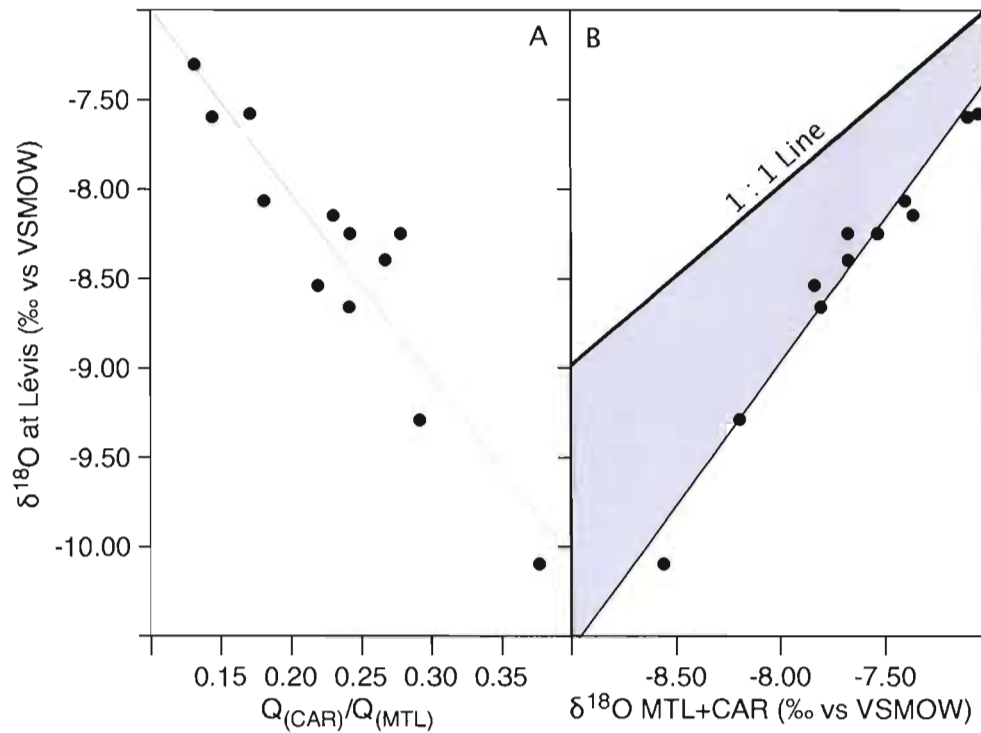 A
B
-7.50
-8.00
-8.50
-9.00
-9.50
-10.00
δ18O at Lévis (‰ vs VSMOW)
1 : 1 Line
0.15 0.20 0.25 0.30 0.35
Q(CAR)/Q(MTL)
-8.50 -8.00 -7.50
δ18O MTL+CAR (‰ vs VSMOW)